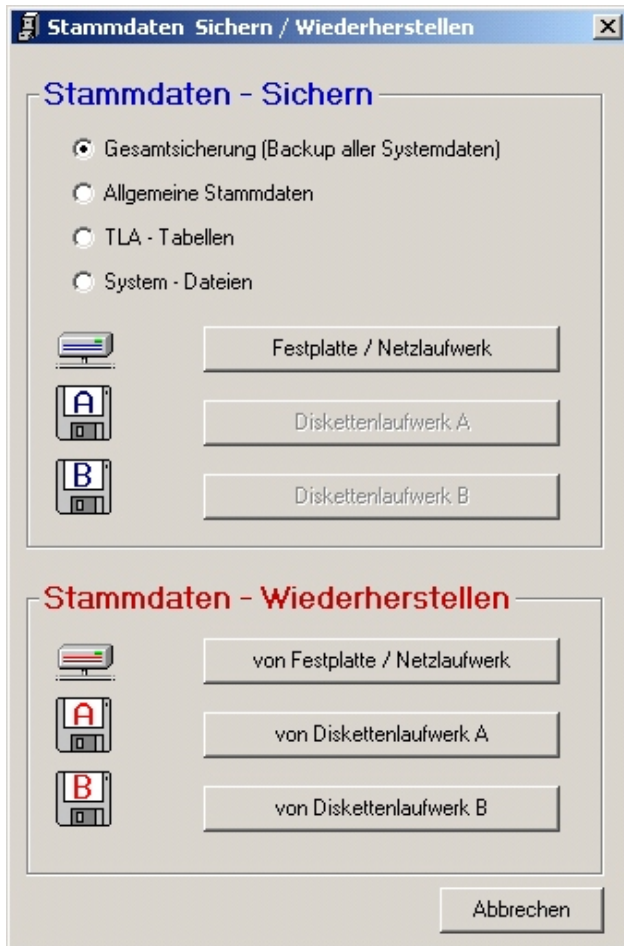 Stammdaten Sichern / Wiederherstellen
Stammdaten - Sichern
Gesamtsicherung (Backup aller Systemdaten)
Allgemeine Stammdaten
TLA - Tabellen
System - Dateien
Festplatte / Netzlaufwerk
A
Diskettenlaufwerk A
B
Diskettenlaufwerk B
Stammdaten - Wiederherstellen
von Festplatte / Netzlaufwerk
A
von Diskettenlaufwerk A
B
von Diskettenlaufwerk B
Abbrechen